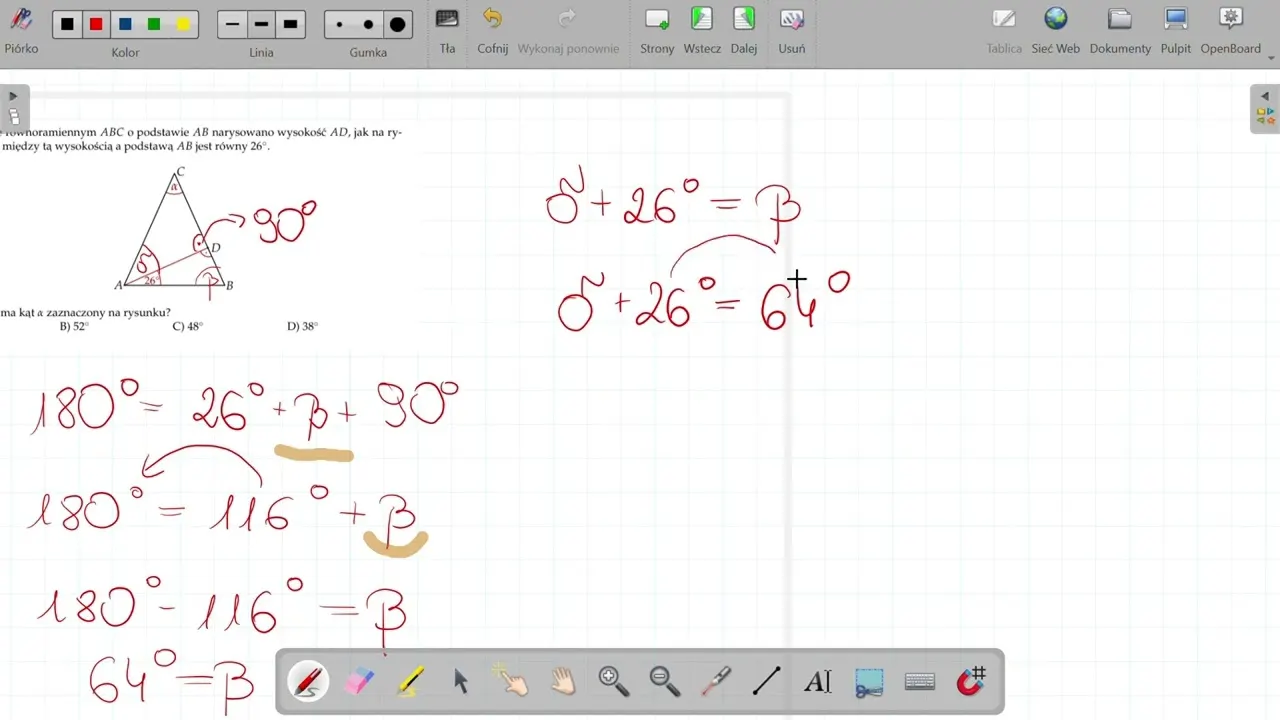 Piórko
Kolor
Linia
Gumka
Tła
Cofnij
Wykonaj ponownie
Strony
Wstecz
Dalej
Usuń
Tablica
Sieć Web
Dokumenty
Pulpit
OpenBoard
równoramiennym ABC o podstawie AB narysowano wysokość AD, jak na ry-
między tą wysokością a podstawą AB jest równy 26°.
C
α
D
90°
26°
β
A
B
ma kąt α zaznaczony na rysunku?
B) 52° C) 48° D) 38°
180° = 26° + β + 90°
180° = 116° + β
180° - 116° = β
64° = β
+ 26° = β
+ 26° = 64°
AI